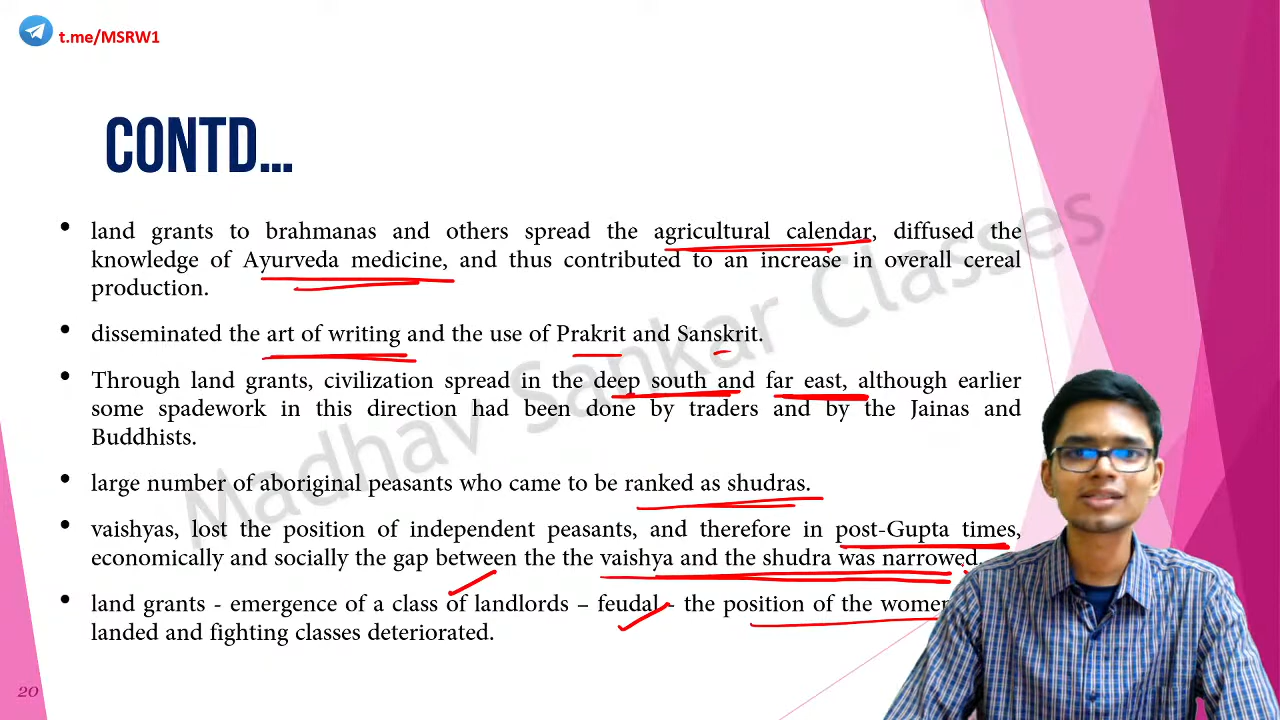 t.me/MSRW1
CONTD...
• land grants to brahmanas and others spread the agricultural calendar, diffused the
knowledge of Ayurveda medicine, and thus contributed to an increase in overall cereal
production.
• disseminated the art of writing and the use of Prakrit and Sanskrit.
• Through land grants, civilization spread in the deep south and far east, although earlier
some spadework in this direction had been done by traders and by the Jainas and
Buddhists.
• large number of aboriginal peasants who came to be ranked as shudras.
• vaishyas, lost the position of independent peasants, and therefore in post-Gupta times,
economically and socially the gap between the the vaishya and the shudra was narrowed.
• land grants - emergence of a class of landlords – feudal - the position of the women
landed and fighting classes deteriorated.
Madhav Sankar Classes
20